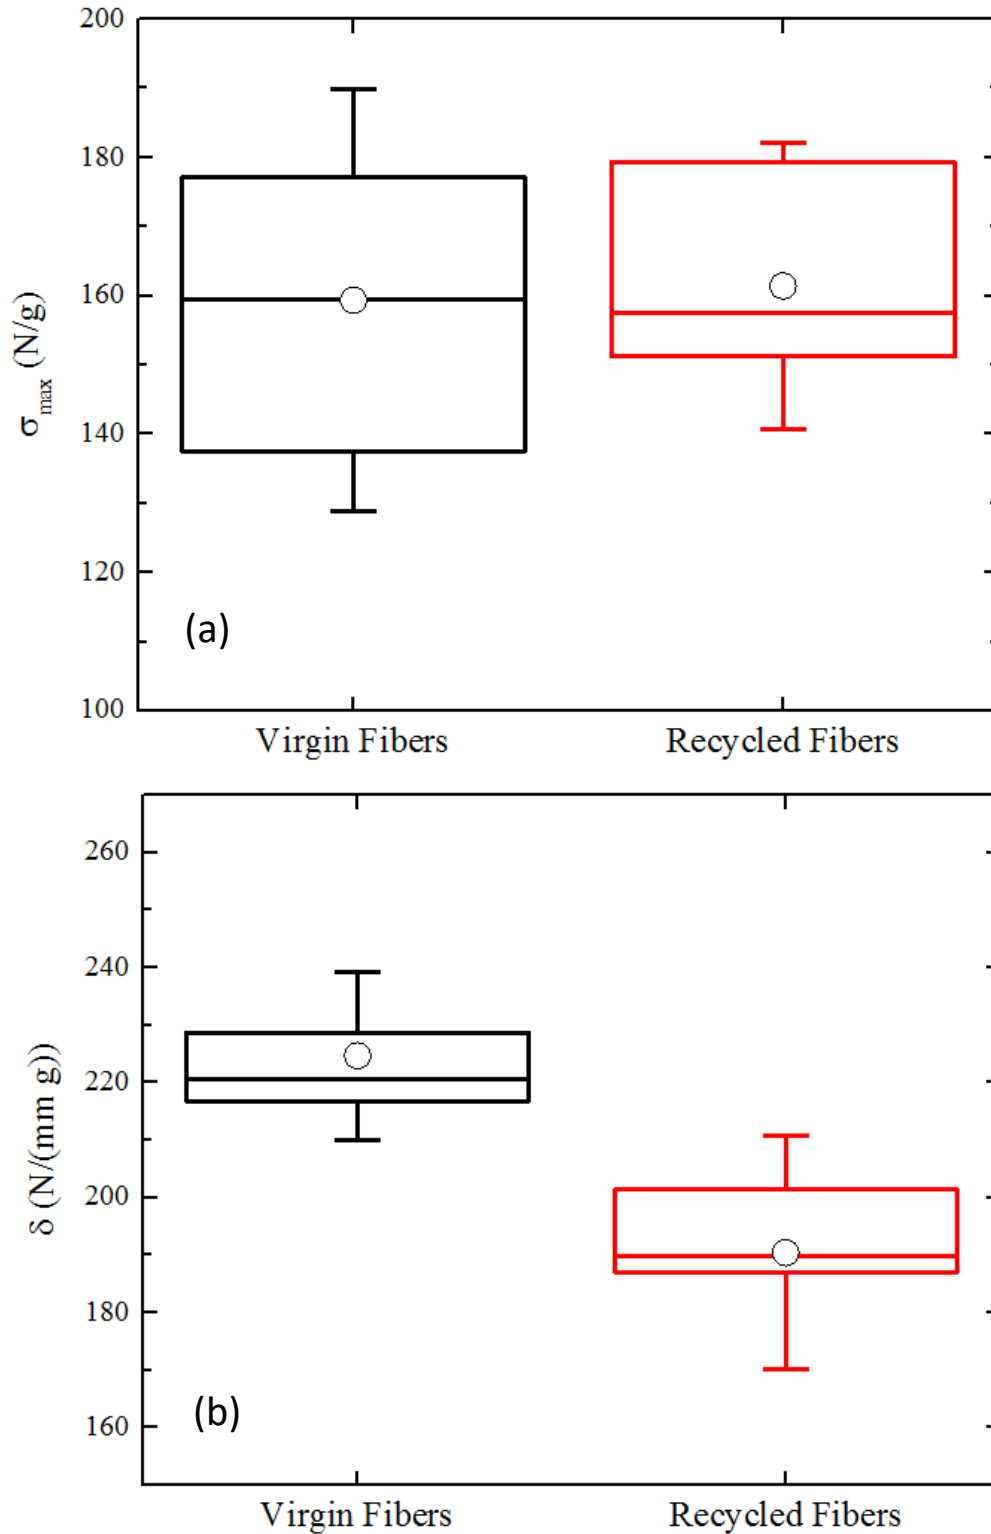 200
180
160
140
120
100
σmax (N/g)
(a)
Virgin Fibers
Recycled Fibers
260
240
220
200
180
160
δ (N/(mm g))
(b)
Virgin Fibers
Recycled Fibers